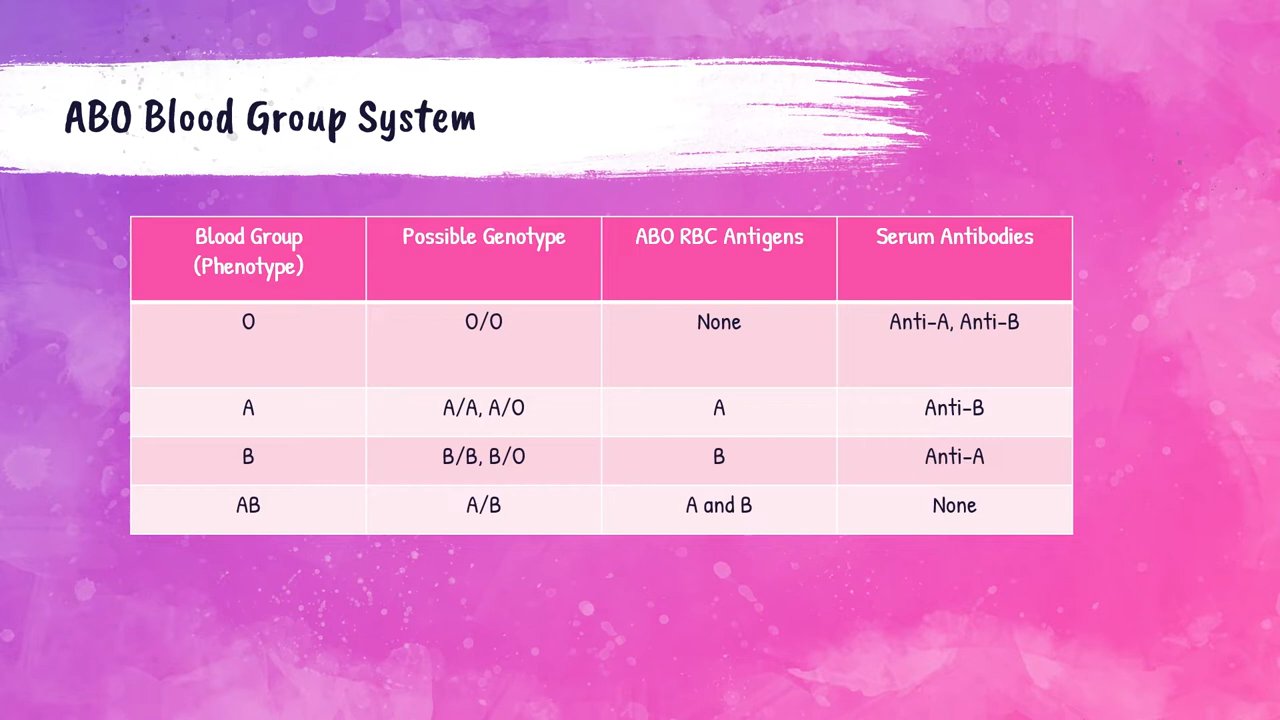 ABO Blood Group System
Blood Group (Phenotype) Possible Genotype ABO RBC Antigens Serum Antibodies
O O/O None Anti-A, Anti-B
A A/A, A/O A Anti-B
B B/B, B/O B Anti-A
AB A/B A and B None